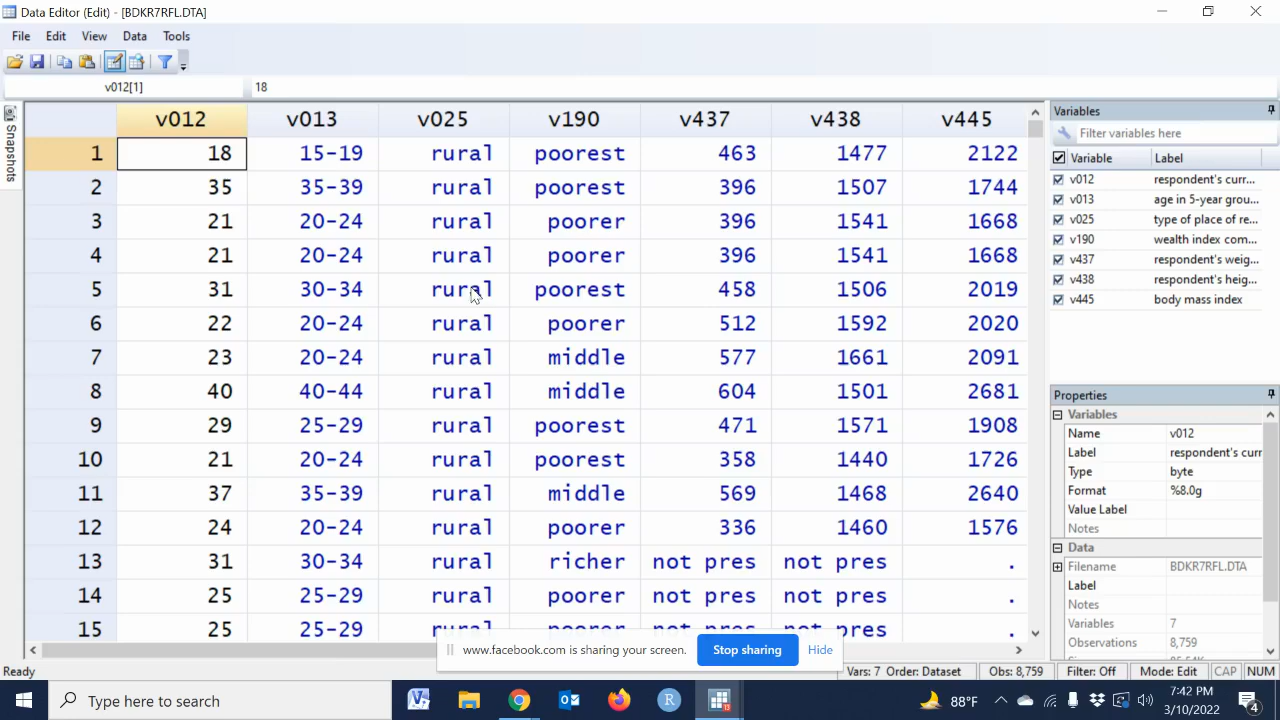 Data Editor (Edit) - [BDKR7RFL.DTA]
File Edit View Data Tools
v012[1] 18
Snapshots
v012 v013 v025 v190 v437 v438 v445
1 18 15-19 rural poorest 463 1477 2122
2 35 35-39 rural poorest 396 1507 1744
3 21 20-24 rural poorer 396 1541 1668
4 21 20-24 rural poorer 396 1541 1668
5 31 30-34 rural poorest 458 1506 2019
6 22 20-24 rural poorer 512 1592 2020
7 23 20-24 rural middle 577 1661 2091
8 40 40-44 rural middle 604 1501 2681
9 29 25-29 rural poorest 471 1571 1908
10 21 20-24 rural poorest 358 1440 1726
11 37 35-39 rural middle 569 1468 2640
12 24 20-24 rural poorer 336 1460 1576
13 31 30-34 rural richer not pres not pres .
14 25 25-29 rural poorer not pres not pres .
15 25 25-29 rural poorer not pres not pres .
Variables
Filter variables here
Variable Label
v012 respondent's curr...
v013 age in 5-year grou...
v025 type of place of re...
v190 wealth index com...
v437 respondent's weig...
v438 respondent's heig...
v445 body mass index
Properties
Variables
Name v012
Label respondent's curr
Type byte
Format %8.0g
Value Label
Notes
Data
Filename BDKR7RFL.DTA
Label
Notes
Variables 7
Observations 8,759
www.facebook.com is sharing your screen. Stop sharing Hide
Ready Vars: 7 Order: Dataset Obs: 8,759 Filter: Off Mode: Edit CAP NUM
Type here to search
88°F
7:42 PM
3/10/2022
4